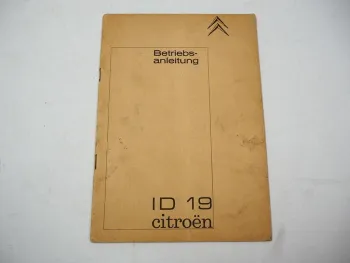 Betriebs-
anleitung
ID 19
citroën